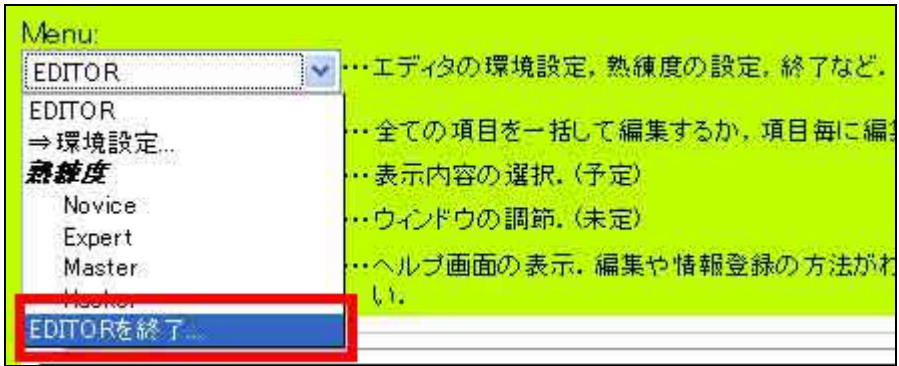 Menu:
EDITOR …エディタの環境設定, 熟練度の設定, 終了など.
EDITOR
⇒環境設定... …全ての項目を一括して編集するか, 項目毎に編集
熟練度 …表示内容の選択. (予定)
Novice
Expert …ウィンドウの調節. (未定)
Master …ヘルプ画面の表示. 編集や情報登録の方法がわ
い.
EDITORを終了...